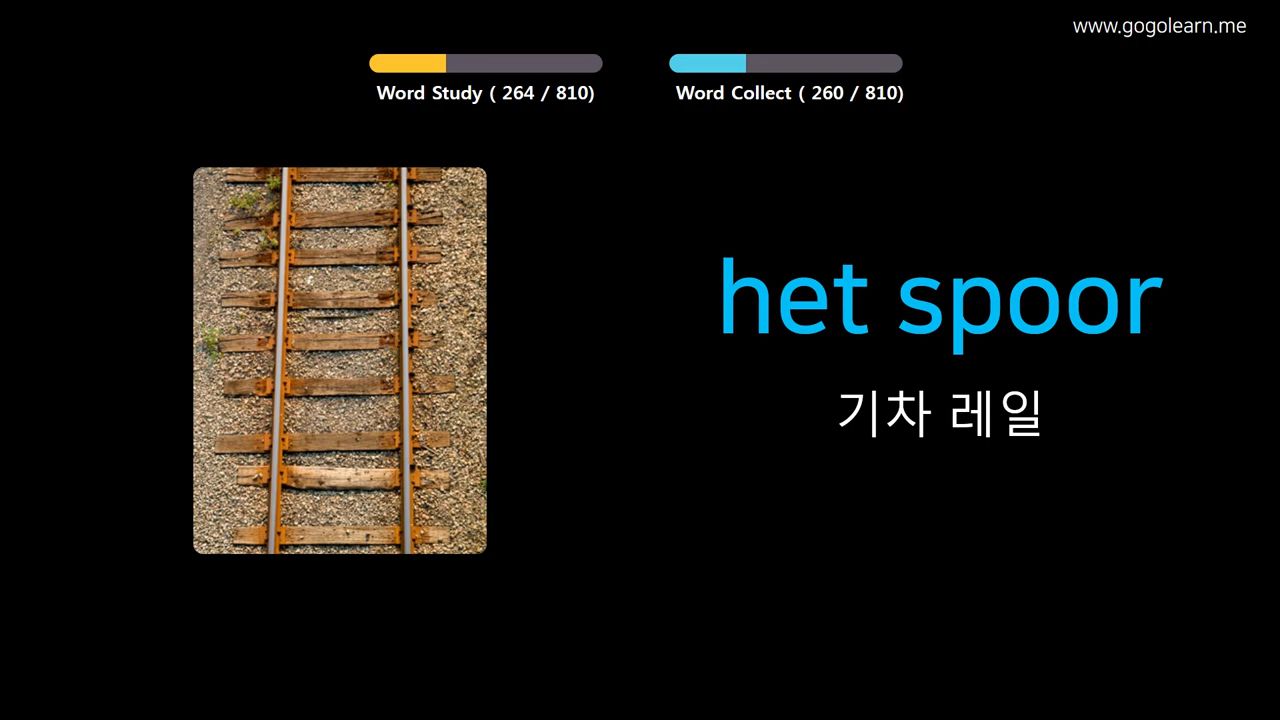 www.gogolearn.me
Word Study ( 264 / 810)
Word Collect ( 260 / 810)
het spoor
기차 레일